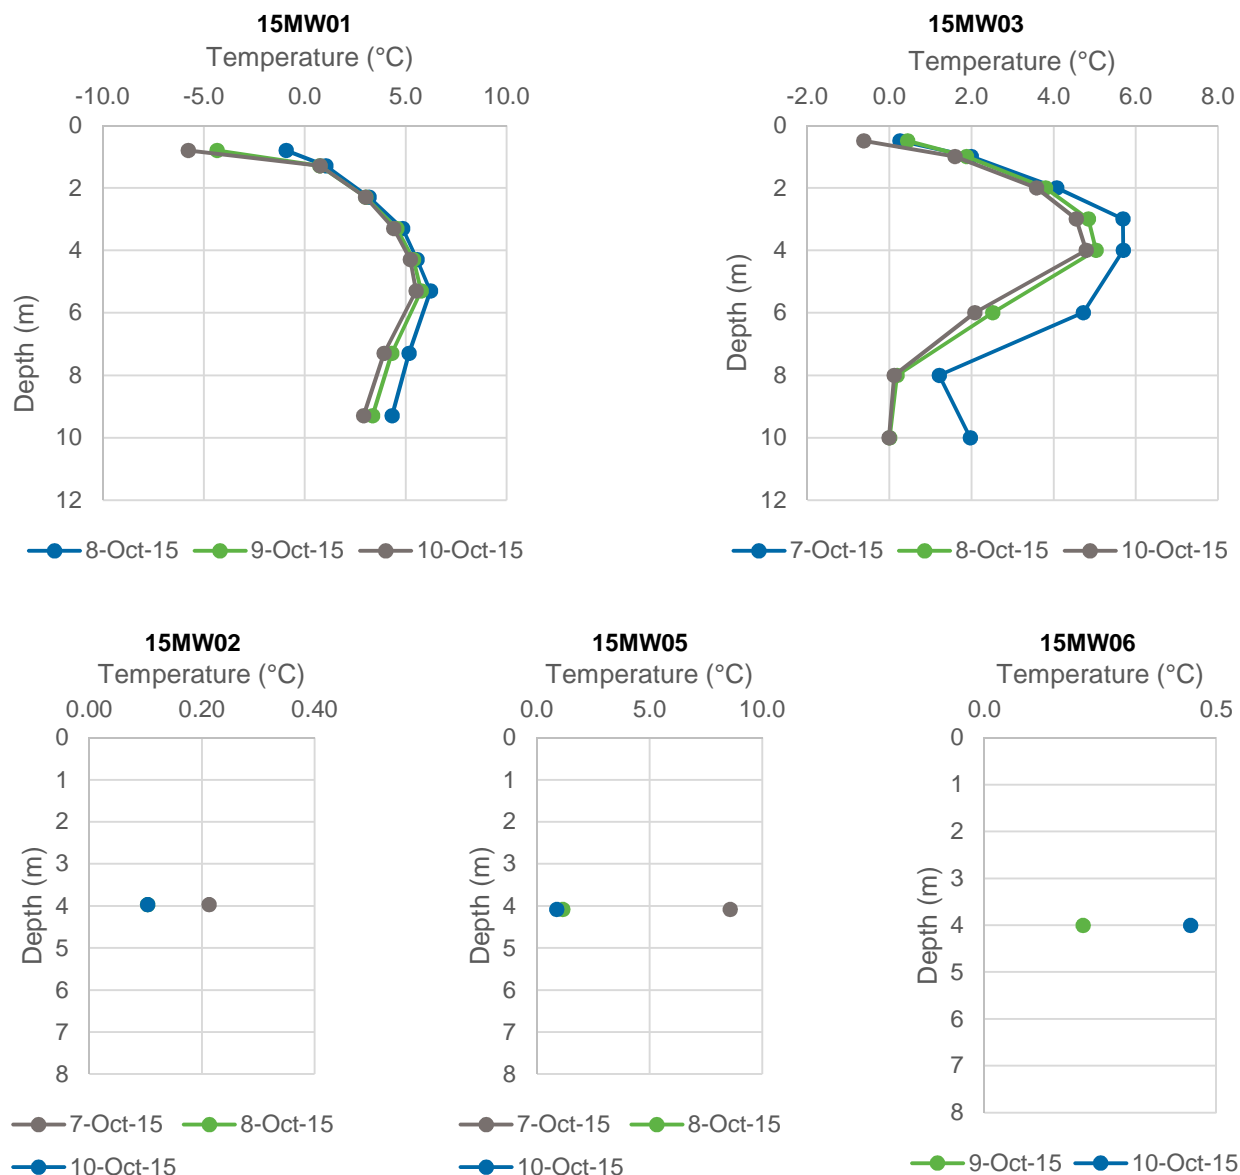 15MW01
Temperature (°C)
-10.0 -5.0 0.0 5.0 10.0
0
2
4
6
8
10
12
Depth (m)
8-Oct-15 9-Oct-15 10-Oct-15
15MW03
Temperature (°C)
-2.0 0.0 2.0 4.0 6.0 8.0
0
2
4
6
8
10
12
Depth (m)
7-Oct-15 8-Oct-15 10-Oct-15
15MW02
Temperature (°C)
0.00 0.20 0.40
0
1
2
3
4
5
6
7
8
Depth (m)
7-Oct-15 8-Oct-15
10-Oct-15
15MW05
Temperature (°C)
0.0 5.0 10.0
0
1
2
3
4
5
6
7
8
Depth (m)
7-Oct-15 8-Oct-15
10-Oct-15
15MW06
Temperature (°C)
0.0 0.5
0
1
2
3
4
5
6
7
8
Depth (m)
9-Oct-15 10-Oct-15